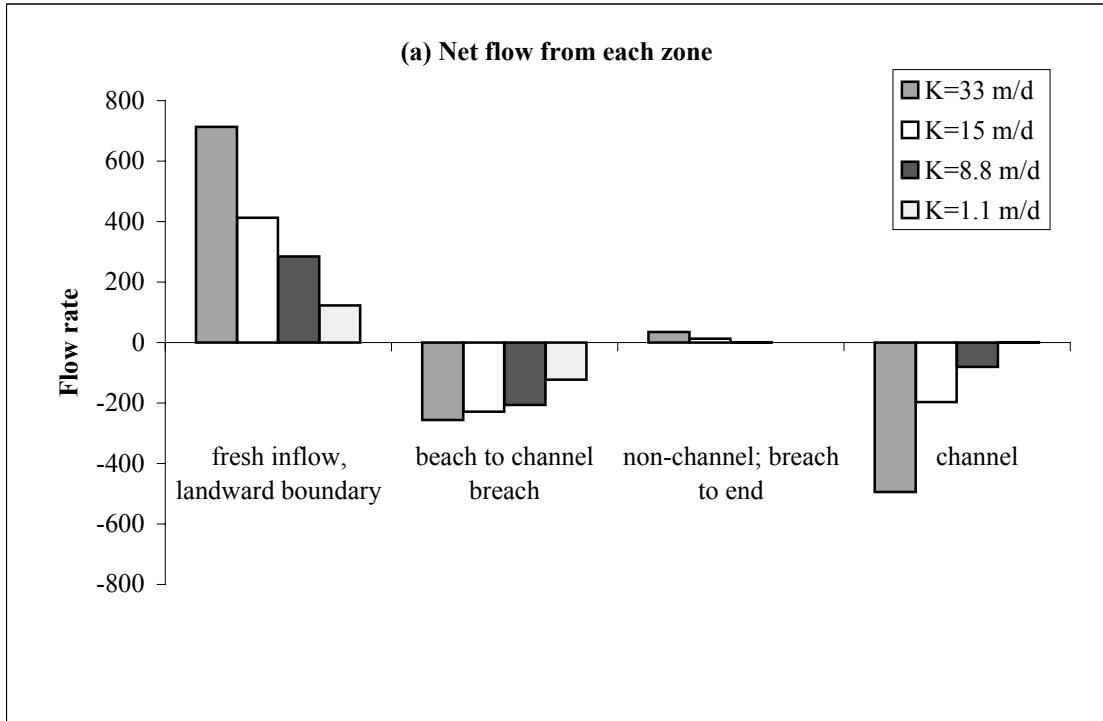 (a) Net flow from each zone
K=33 m/d
K=15 m/d
K=8.8 m/d
K=1.1 m/d
Flow rate
800
600
400
200
0
-200
-400
-600
-800
fresh inflow,
landward boundary
beach to channel
breach
non-channel; breach
to end
channel